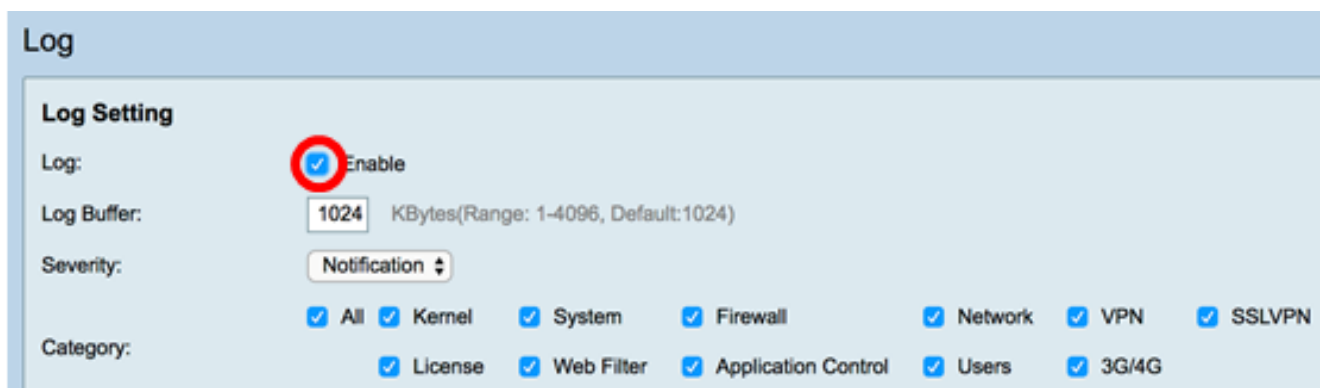 Log
Log Setting
Log: Enable
Log Buffer: 1024 KBytes(Range: 1-4096, Default:1024)
Severity: Notification
All Kernel System Firewall Network VPN SSLVPN
Category:
License Web Filter Application Control Users 3G/4G